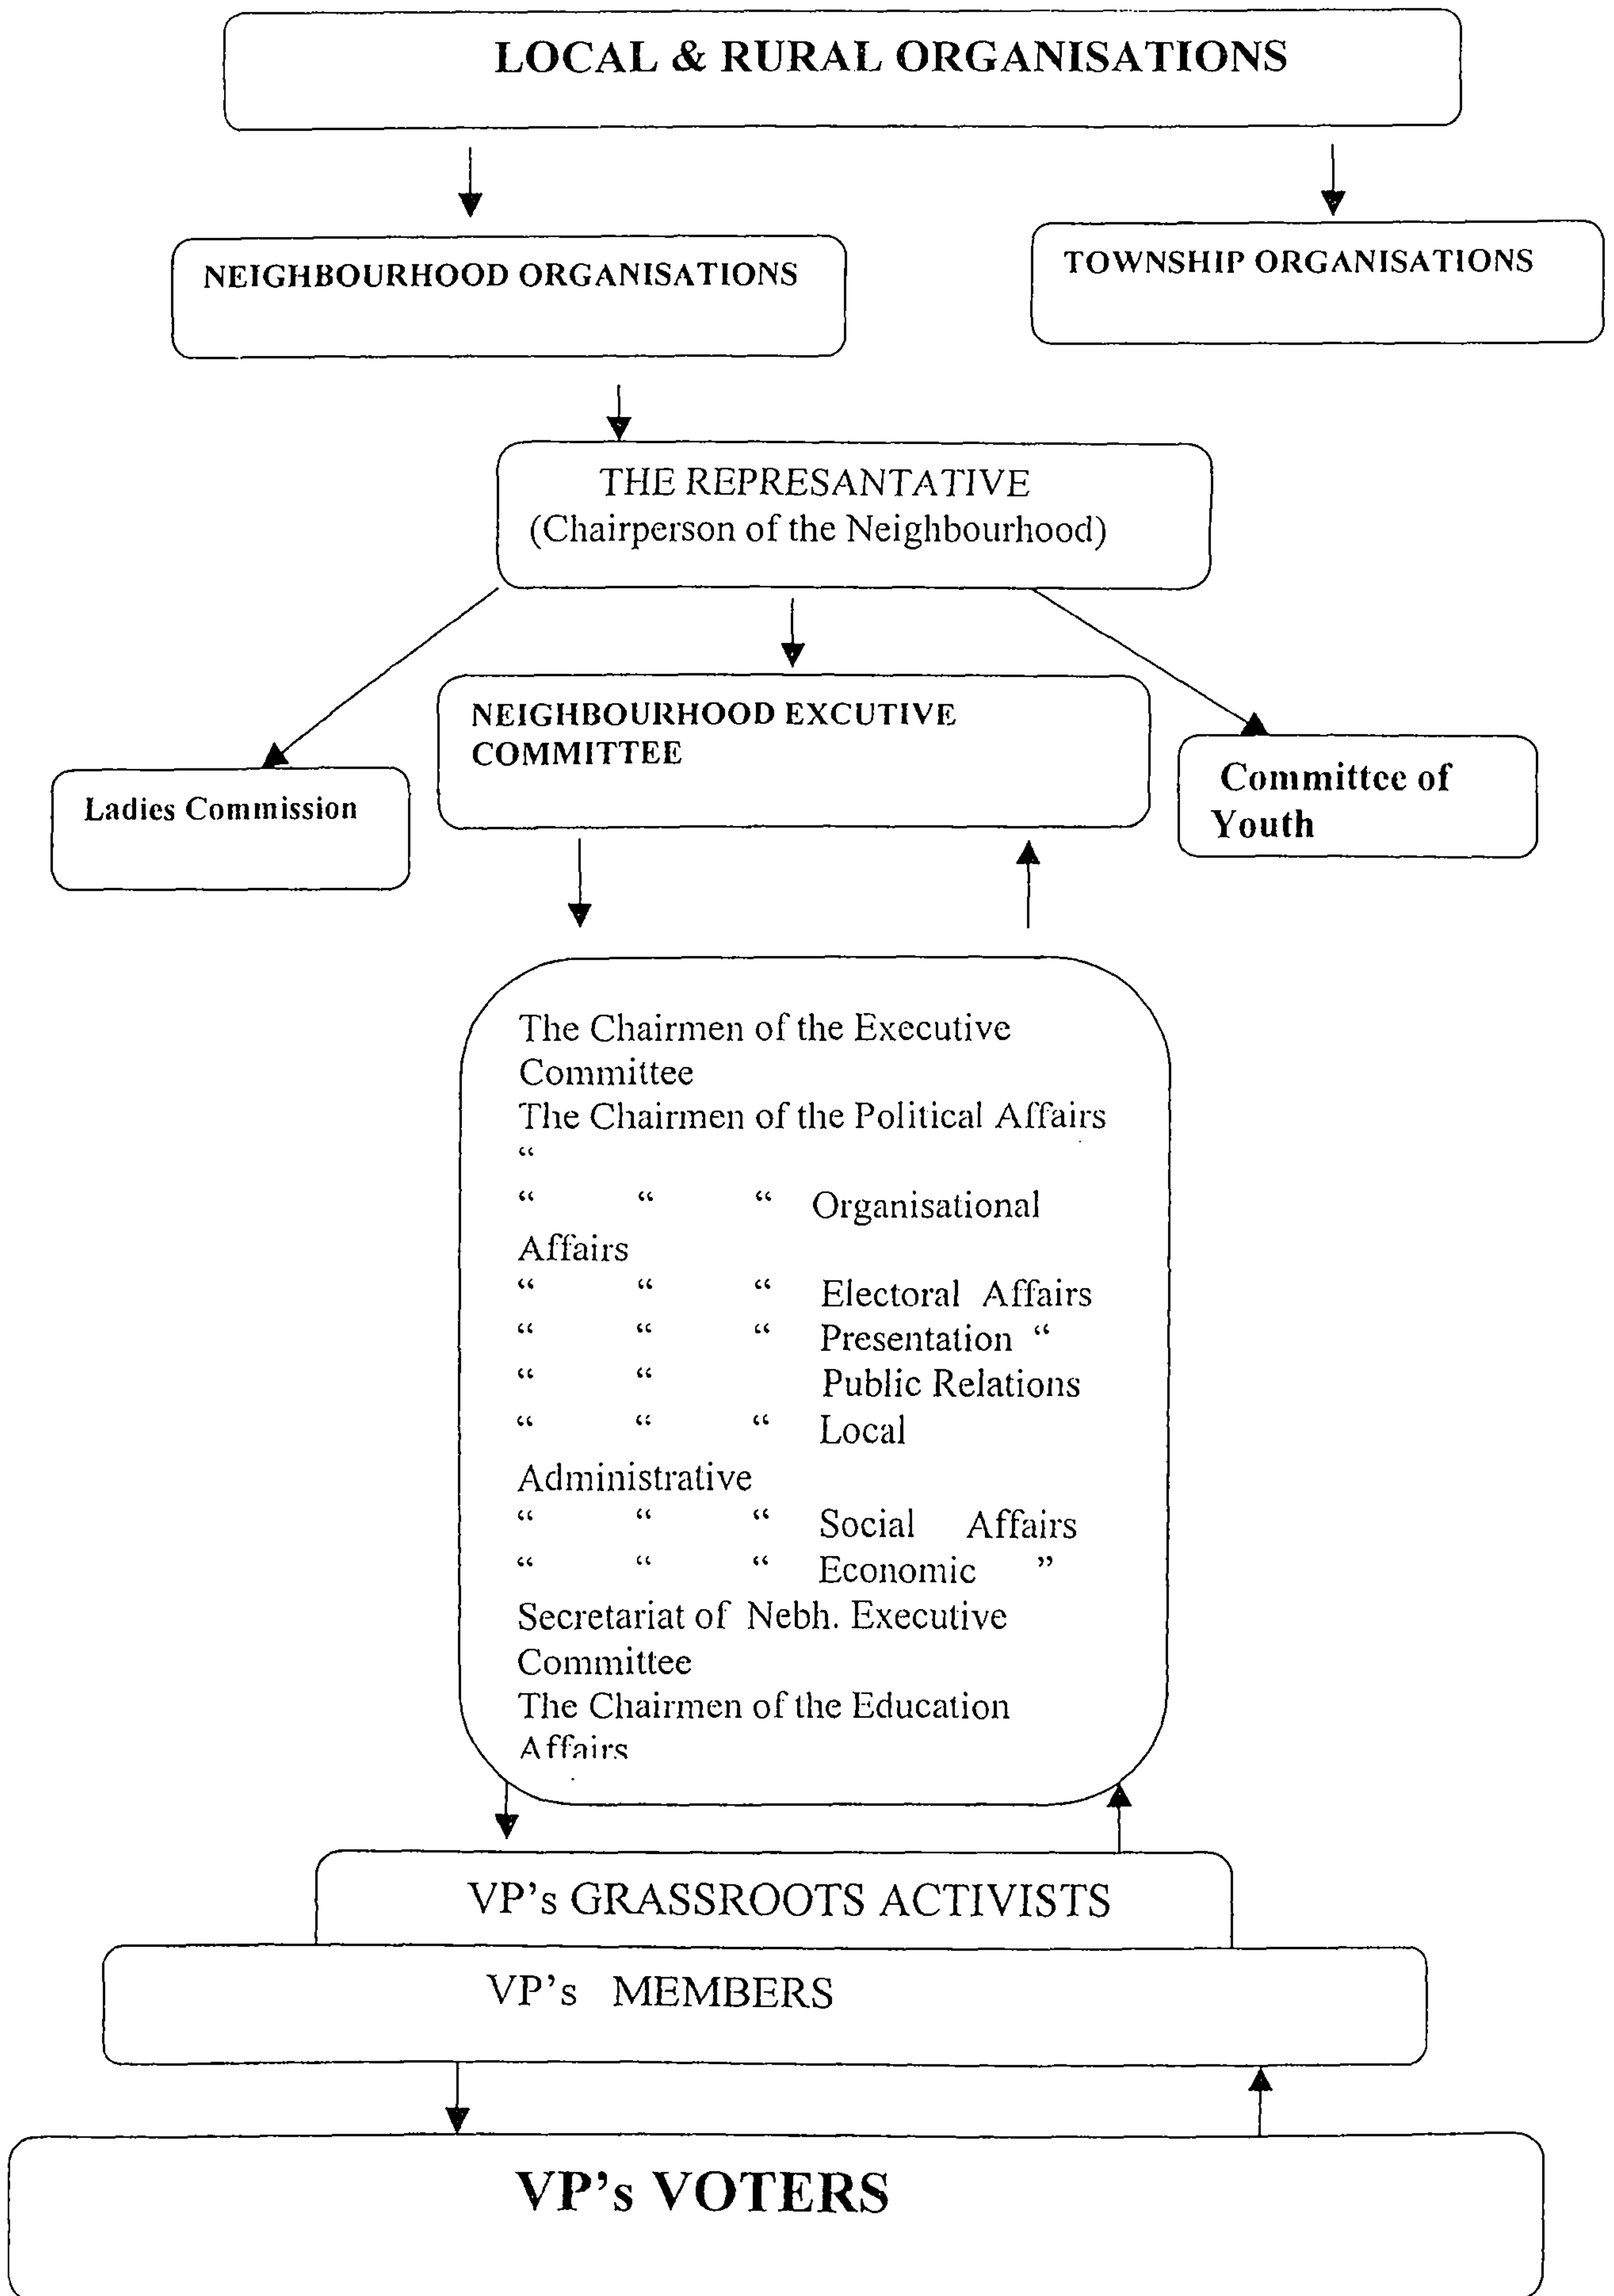 LOCAL & RURAL ORGANISATIONS
NEIGHBOURHOOD ORGANISATIONS
TOWNSHIP ORGANISATIONS
THE REPRESANTATIVE
(Chairperson of the Neighbourhood)
NEIGHBOURHOOD EXCUTIVE
COMMITTEE
Ladies Commission
Committee of
Youth
The Chairmen of the Executive
Committee
The Chairmen of the Political Affairs
“
“ “ “ Organisational
Affairs
“ “ “ Electoral Affairs
“ “ “ Presentation “
“ “ Public Relations
“ “ “ Local
Administrative
“ “ “ Social Affairs
“ “ “ Economic ”
Secretariat of Nebh. Executive
Committee
The Chairmen of the Education
Affairs
VP’s GRASSROOTS ACTIVISTS
VP’s MEMBERS
VP’s VOTERS